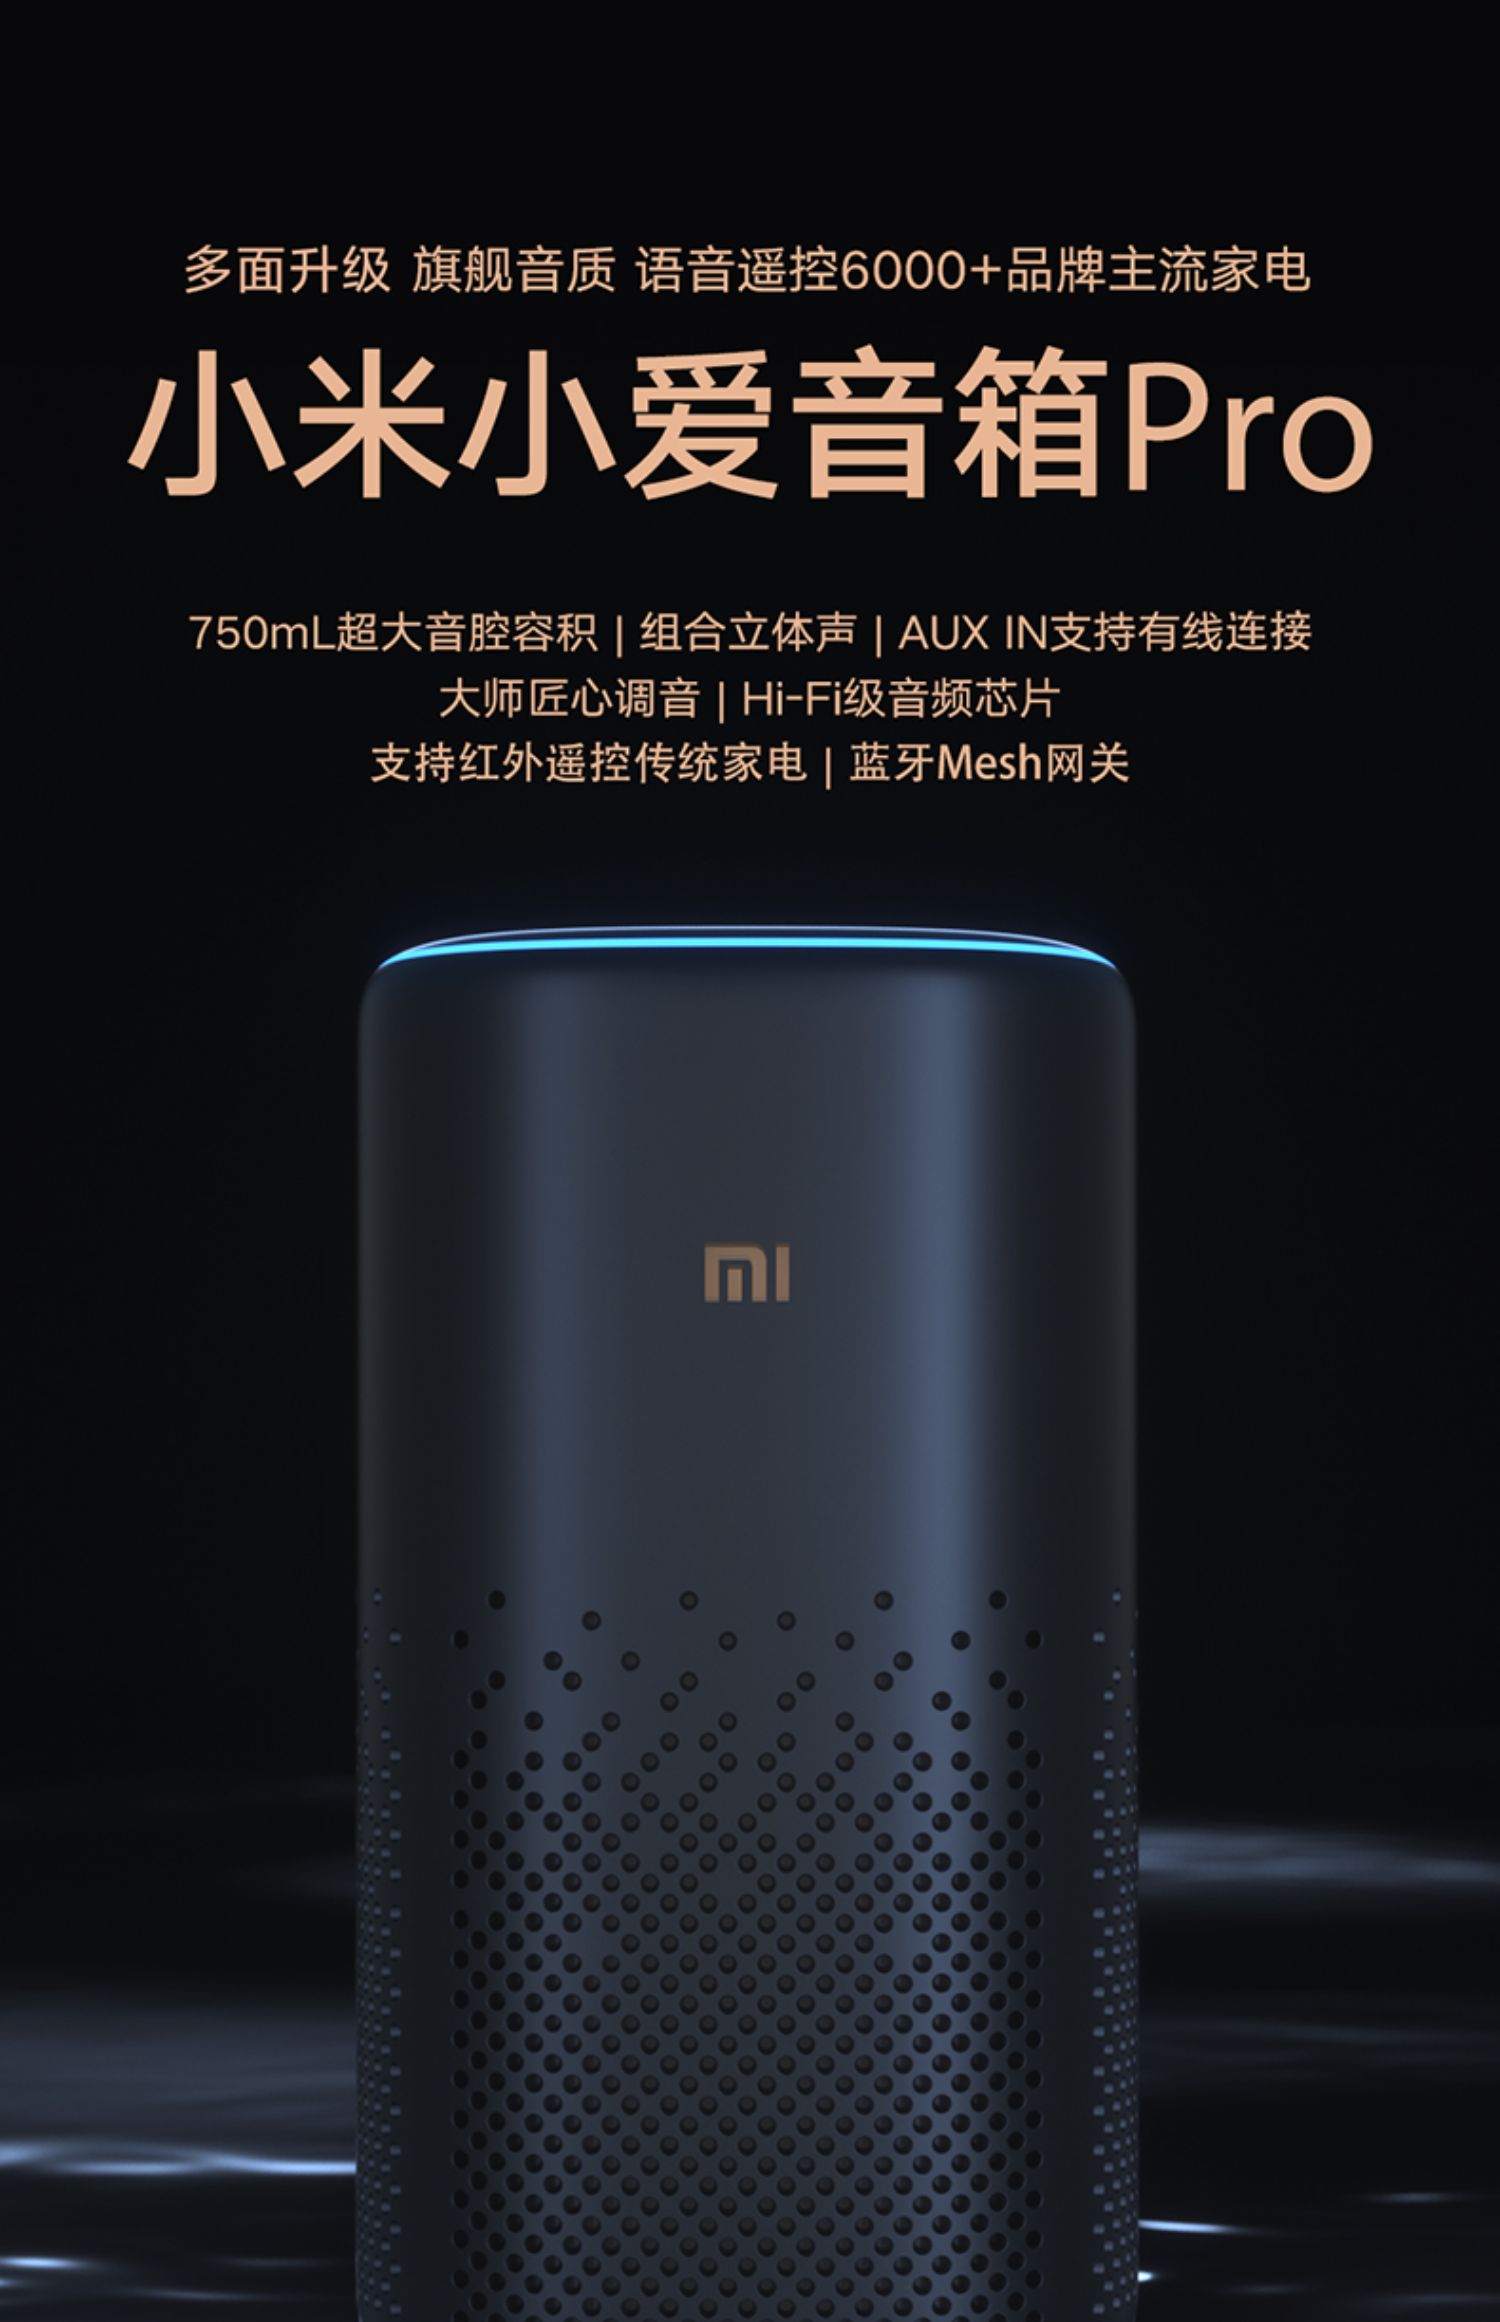 多面升级 旗舰音质 语音遥控6000+品牌主流家电
小米小爱音箱Pro
750mL超大音腔容积 | 组合立体声 | AUX IN支持有线连接
大师匠心调音 | Hi-Fi级音频芯片
支持红外遥控传统家电 | 蓝牙Mesh网关
mi